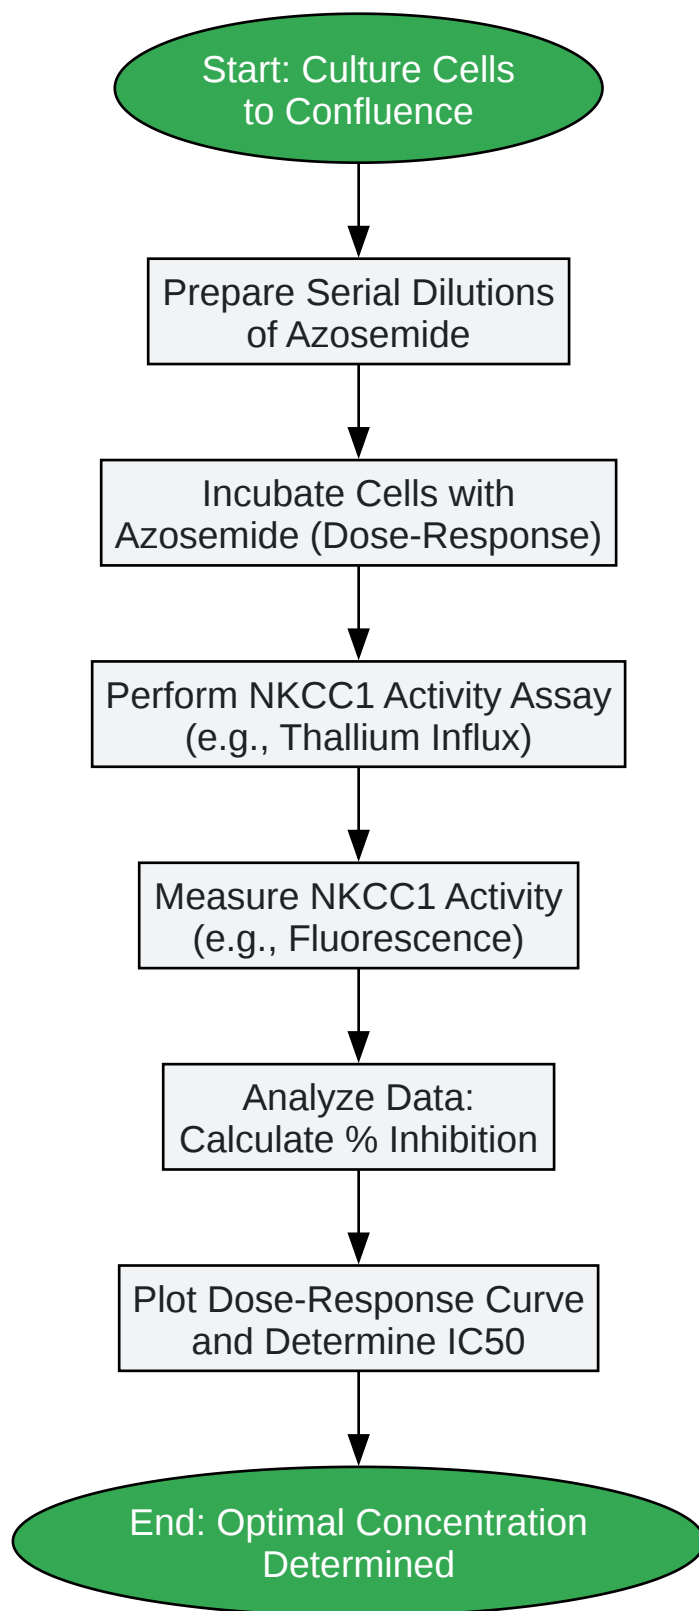 Start: Culture Cells
to Confluence
Prepare Serial Dilutions
of Azosemide
Incubate Cells with
Azosemide (Dose-Response)
Perform NKCC1 Activity Assay
(e.g., Thallium Influx)
Measure NKCC1 Activity
(e.g., Fluorescence)
Analyze Data:
Calculate % Inhibition
Plot Dose-Response Curve
and Determine IC50
End: Optimal Concentration
Determined